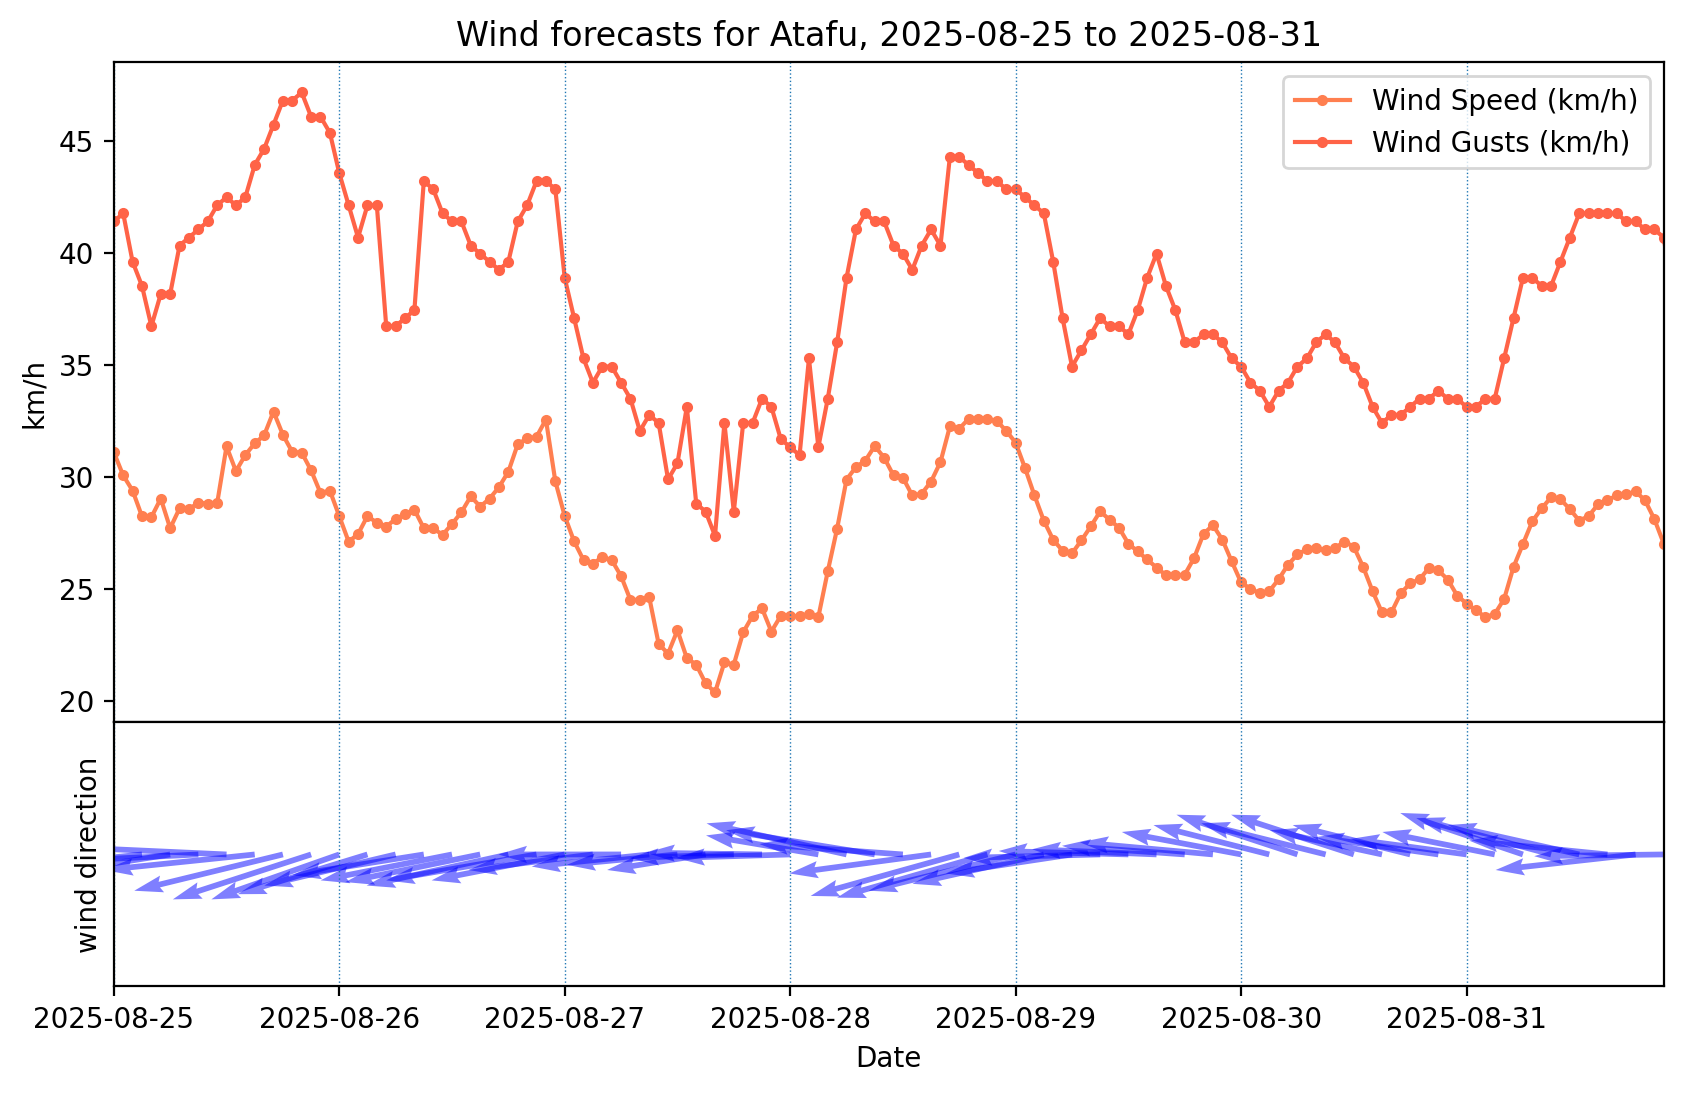 Wind forecasts for Atafu, 2025-08-25 to 2025-08-31
Wind Speed (km/h)
Wind Gusts (km/h)
45
40
35
30
25
20
km/h
wind direction
2025-08-25
2025-08-26
2025-08-27
2025-08-28
2025-08-29
2025-08-30
2025-08-31
Date